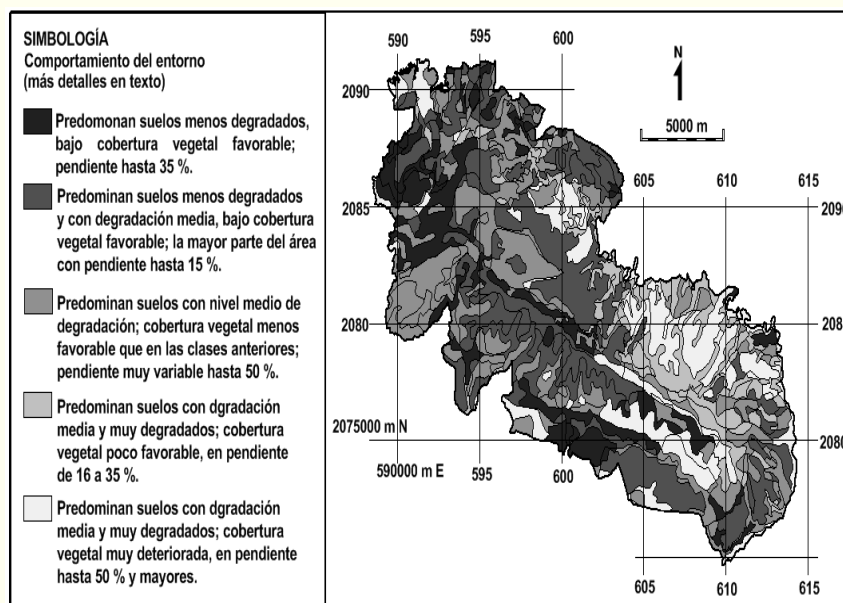 SIMBOLOGÍA
Comportamiento del entorno
(más detalles en texto)
Predomonan suelos menos degradados,
bajo cobertura vegetal favorable;
pendiente hasta 35 %.
Predominan suelos menos degradados
y con degradación media, bajo cobertura
vegetal favorable; la mayor parte del área
con pendiente hasta 15 %.
Predominan suelos con nivel medio de
degradación; cobertura vegetal menos
favorable que en las clases anteriores;
pendiente muy variable hasta 50 %.
Predominan suelos con dgradación
media y muy degradados; cobertura
vegetal poco favorable, en pendiente
de 16 a 35 %.
Predominan suelos con dgradación
media y muy degradados; cobertura
vegetal muy deteriorada, en pendiente
hasta 50 % y mayores.
590 595 600
N
2090
5000 m
605 610 615
2085 209
2080 208
2075000 m N 2080
590000 m E 595 600
605 610 615